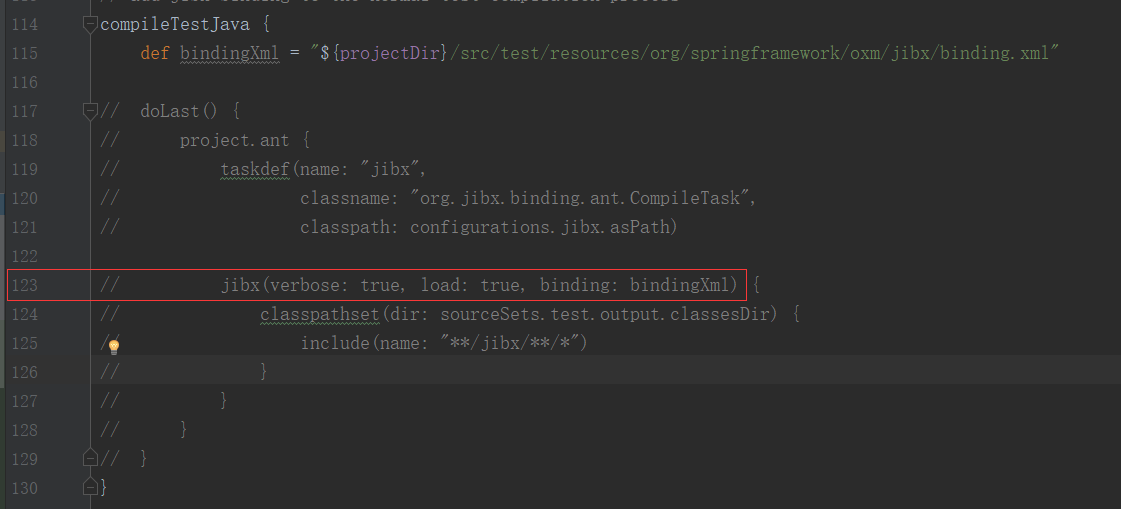 114 compileTestJava {
115     def bindingXml = "${projectDir}/src/test/resources/org/springframework/oxm/jibx/binding.xml"
116
117 //  doLast() {
118 //      project.ant {
119 //          taskdef(name: "jibx",
120 //                  classname: "org.jibx.binding.ant.CompileTask",
121 //                  classpath: configurations.jibx.asPath)
122
123 //          jibx(verbose: true, load: true, binding: bindingXml) {
124 //              classpathset(dir: sourceSets.test.output.classesDir) {
125 /                   include(name: "**/jibx/**/*")
126 //              }
127 //          }
128 //      }
129 //  }
130 }